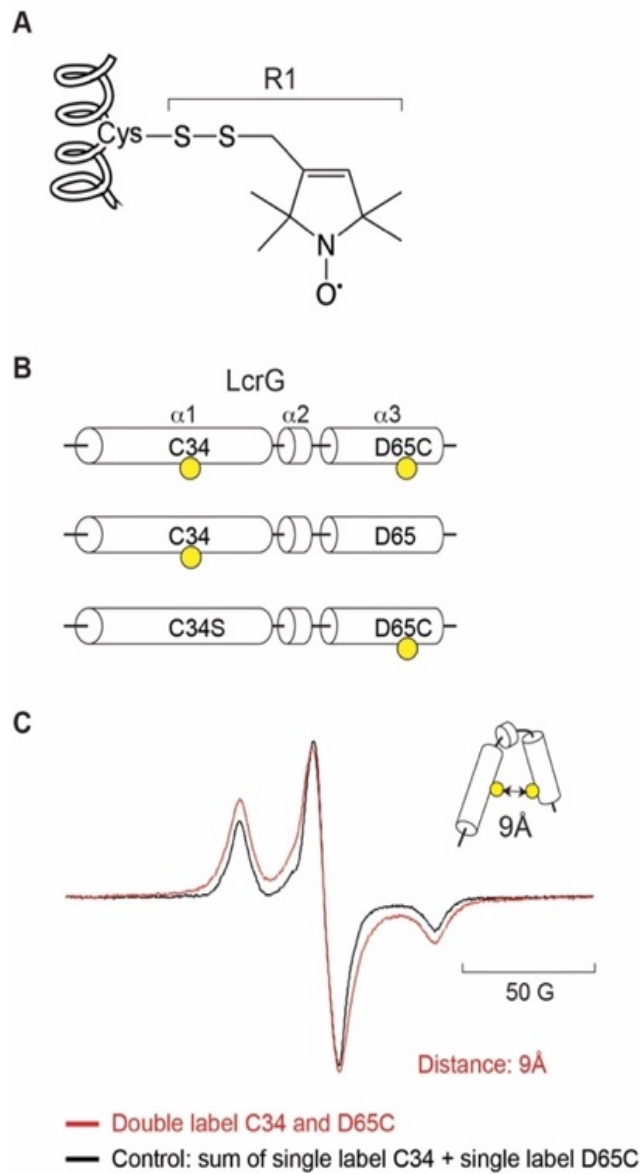 A
R1
Cys
S
S
N
O•
B
LcrG
α1 α2 α3
C34 D65C
C34 D65
C34S D65C
C
9Å
50 G
Distance: 9Å
Double label C34 and D65C
Control: sum of single label C34 + single label D65C